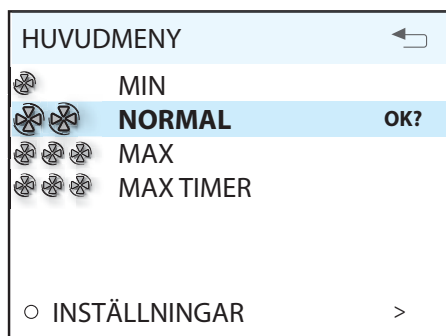 HUVUDMENY
MIN
NORMAL OK?
MAX
MAX TIMER
INSTÄLLNINGAR >